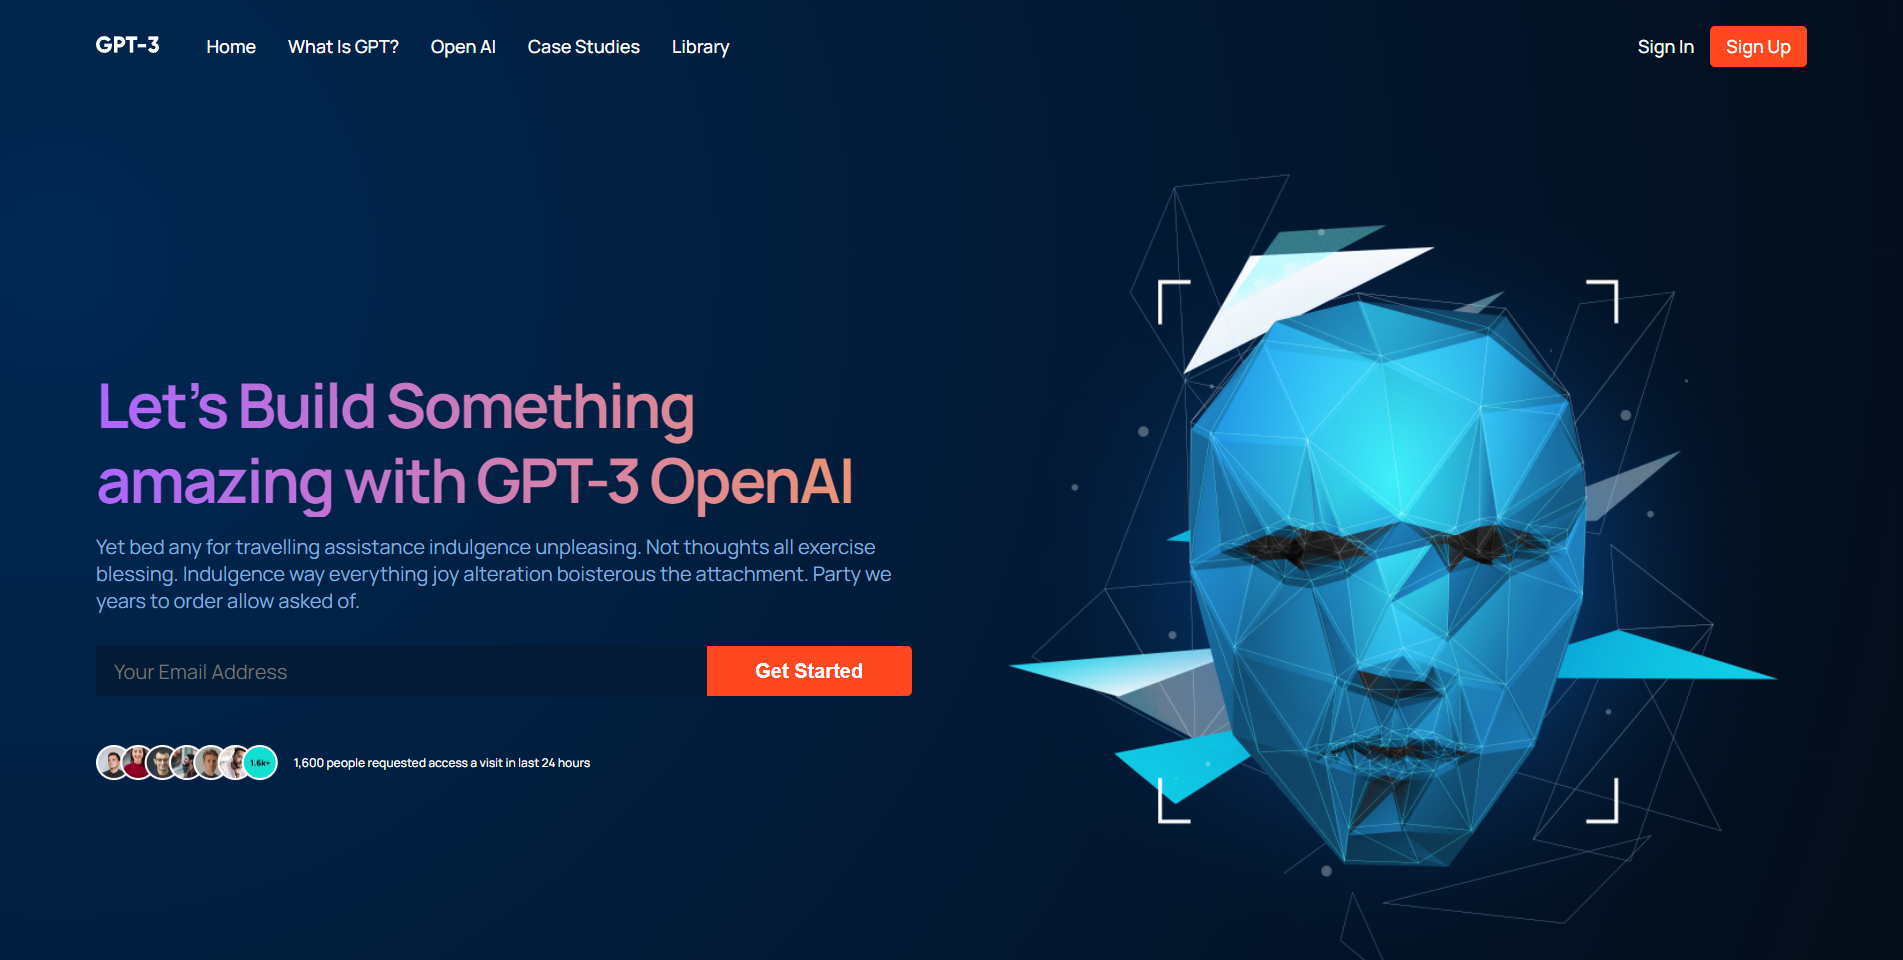 GPT-3
Home
What Is GPT?
Open AI
Case Studies
Library
Sign In
Sign Up
Let’s Build Something
amazing with GPT-3 OpenAI
Yet bed any for travelling assistance indulgence unpleasing. Not thoughts all exercise
blessing. Indulgence way everything joy alteration boisterous the attachment. Party we
years to order allow asked of.
Your Email Address
Get Started
1.6k+
1,600 people requested access a visit in last 24 hours